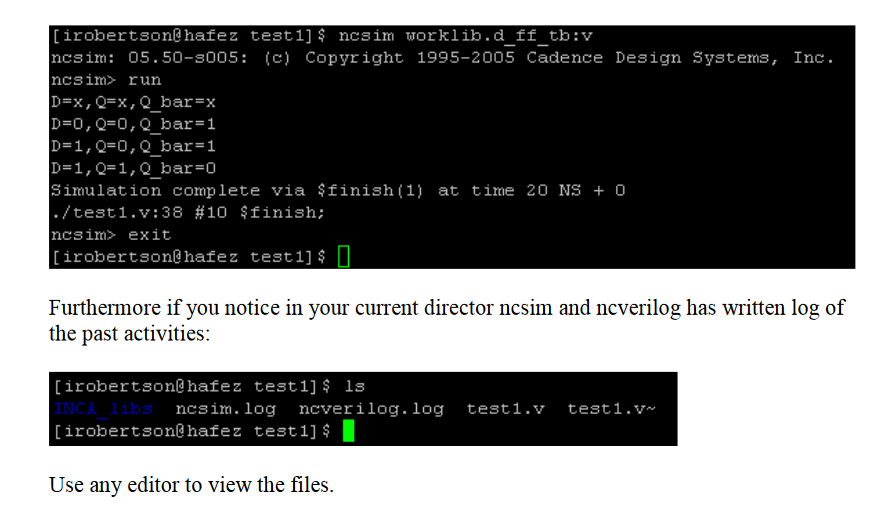 [irobertson@hafez test1]$ ncsim worklib.d_ff_tb:v
ncsim: 05.50-s005: (c) Copyright 1995-2005 Cadence Design Systems, Inc.
ncsim> run
D=x,Q=x,Q_bar=x
D=0,Q=0,Q_bar=1
D=1,Q=0,Q_bar=1
D=1,Q=1,Q_bar=0
Simulation complete via $finish(1) at time 20 NS + 0
./test1.v:38 #10 $finish;
ncsim> exit
[irobertson@hafez test1]$
Furthermore if you notice in your current director ncsim and ncverilog has written log of
the past activities:
[irobertson@hafez test1]$ ls
INCA_libs ncsim.log ncverilog.log test1.v test1.v~
[irobertson@hafez test1]$
Use any editor to view the files.